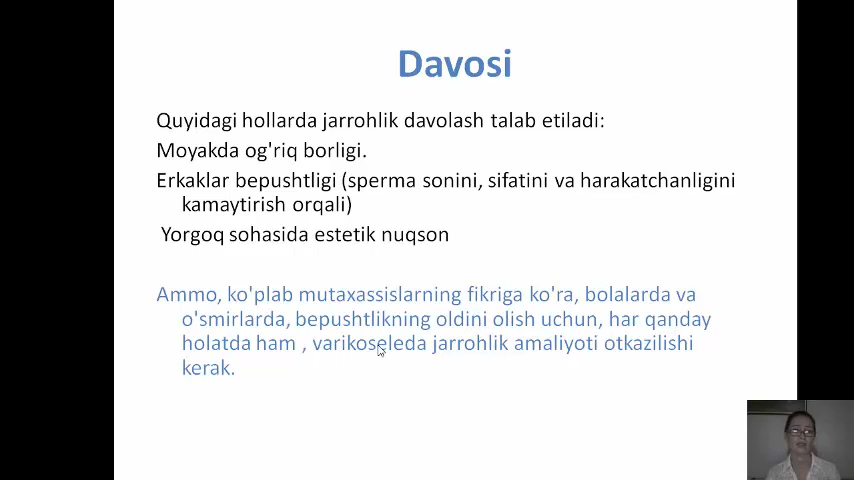 Davosi
Quyidagi hollarda jarrohlik davolash talab etiladi:
Moyakda og'riq borligi.
Erkaklar bepushtligi (sperma sonini, sifatini va harakatchanligini
kamaytirish orqali)
Yorgoq sohasida estetik nuqson
Ammo, ko'plab mutaxassislarning fikriga ko'ra, bolalarda va
o'smirlarda, bepushtlikning oldini olish uchun, har qanday
holatda ham , varikoseleda jarrohlik amaliyoti otkazilishi
kerak.